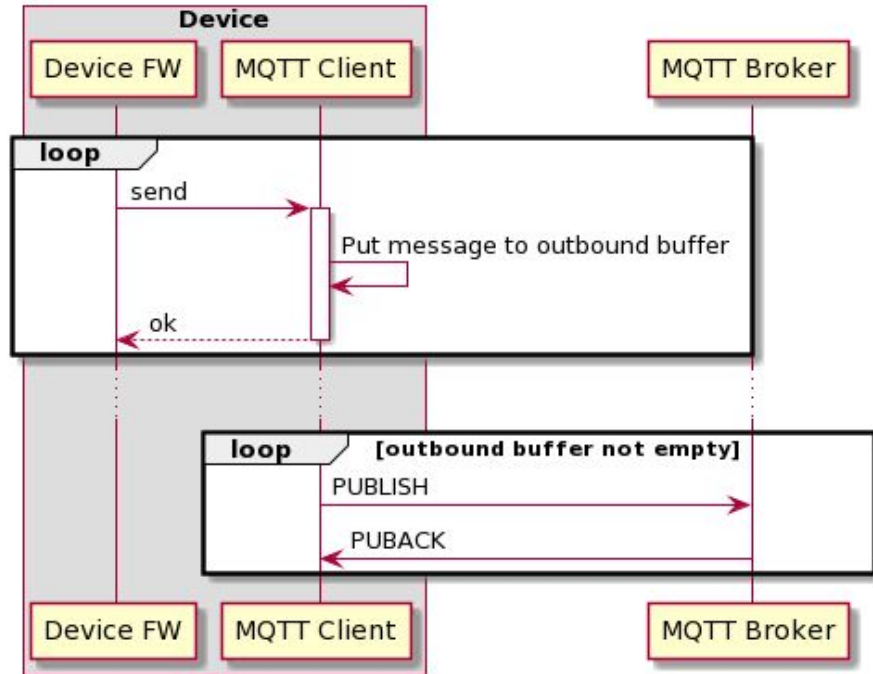 Device
Device FW
MQTT Client
MQTT Broker
loop
send
Put message to outbound buffer
ok
loop [outbound buffer not empty]
PUBLISH
PUBACK
Device FW
MQTT Client
MQTT Broker